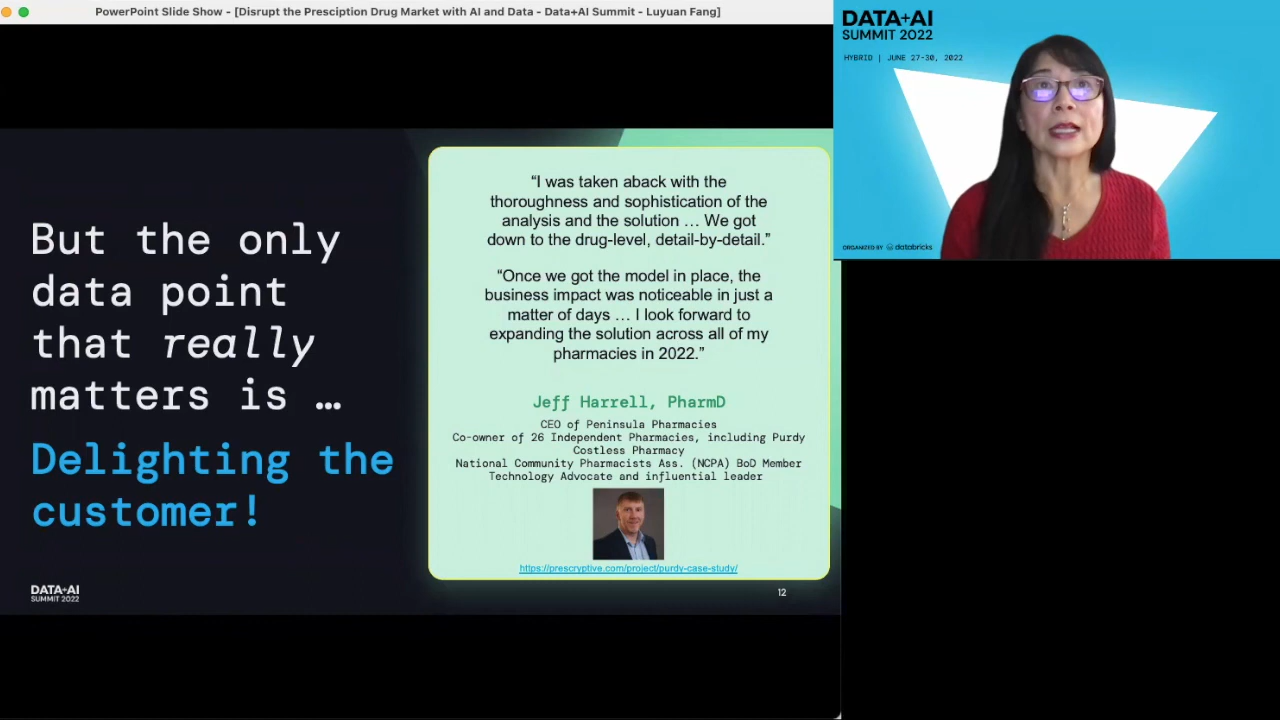 PowerPoint Slide Show - [Disrupt the Presciption Drug Market with AI and Data - Data+AI Summit - Luyuan Fang]
But the only
data point
that really
matters is …
Delighting the
customer!
DATA+AI
SUMMIT 2022
“I was taken aback with the
thoroughness and sophistication of the
analysis and the solution … We got
down to the drug-level, detail-by-detail.”
“Once we got the model in place, the
business impact was noticeable in just a
matter of days … I look forward to
expanding the solution across all of my
pharmacies in 2022.”
Jeff Harrell, PharmD
CEO of Peninsula Pharmacies
Co-owner of 26 Independent Pharmacies, including Purdy
Costless Pharmacy
National Community Pharmacists Ass. (NCPA) BoD Member
Technology Advocate and influential leader
https://prescryptive.com/project/purdy-case-study/
12
DATA+AI
SUMMIT 2022
HYBRID | JUNE 27-30, 2022
ORGANIZED BY databricks